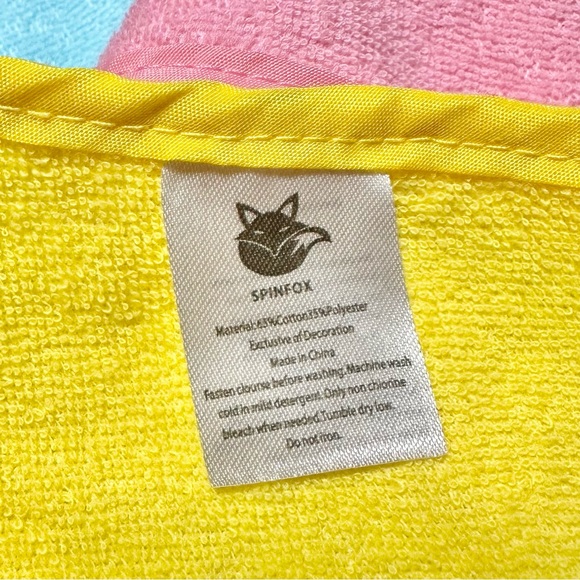 SPINFOX
Material:65%Cotton35%Polyester
Exclusive of Decoration
Made in China
Fasten clourse before washing.Machine wash
cold in mild detergent. Only non chlorine
bleach when needed.Tumble dry low.
Do not iron.